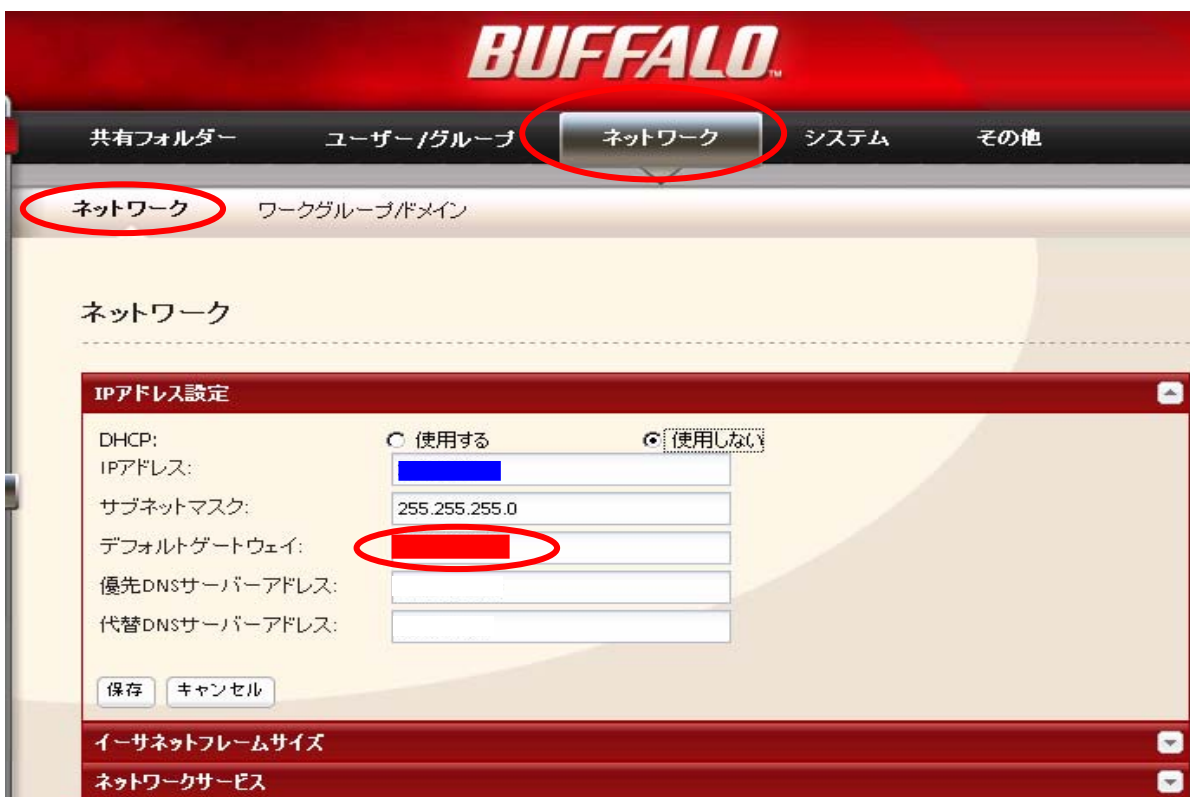 BUFFALO™
共有フォルダー ユーザー/グループ ネットワーク システム その他
ネットワーク ワークグループ/ドメイン
ネットワーク
IPアドレス設定
DHCP: 使用する 使用しない
IPアドレス:
サブネットマスク: 255.255.255.0
デフォルトゲートウェイ:
優先DNSサーバーアドレス:
代替DNSサーバーアドレス:
保存 キャンセル
イーサネットフレームサイズ
ネットワークサービス